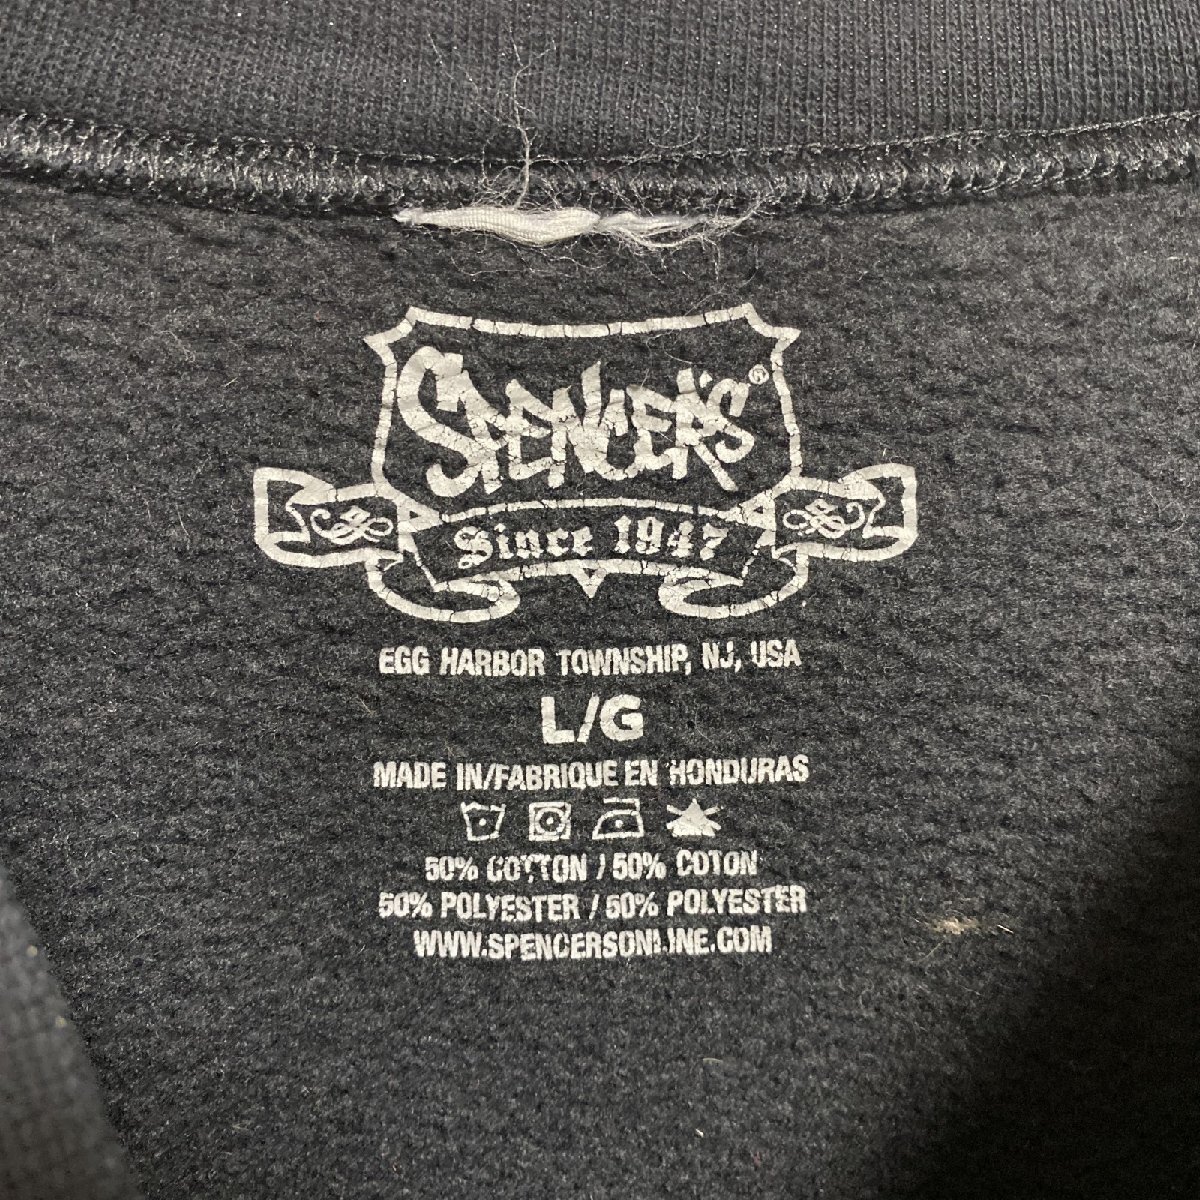 SPENCER'S®
Since 1947
EGG HARBOR TOWNSHIP, NJ, USA
L/G
MADE IN/FABRIQUE EN HONDURAS
50% COTTON / 50% COTON
50% POLYESTER / 50% POLYESTER
WWW.SPENCERSONLINE.COM